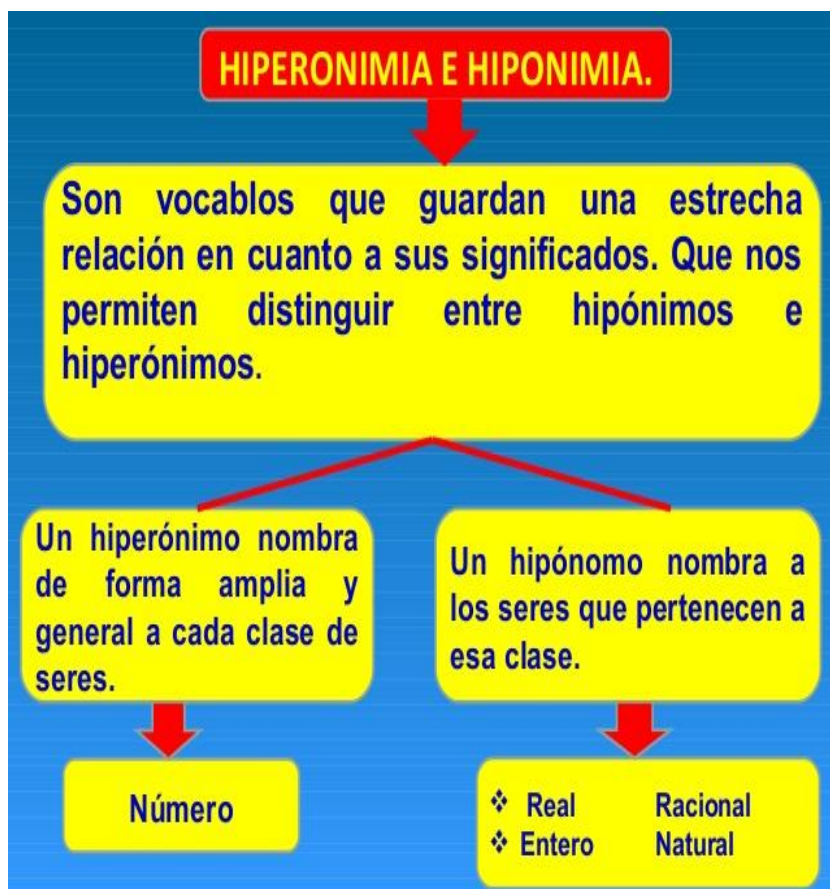 HIPERONIMIA E HIPONIMIA.
Son vocablos que guardan una estrecha
relación en cuanto a sus significados. Que nos
permiten distinguir entre hipónimos e
hiperónimos.
Un hiperónimo nombra
de forma amplia y
general a cada clase de
seres.
Un hipónomo nombra a
los seres que pertenecen a
esa clase.
Número
❖ Real Racional
❖ Entero Natural